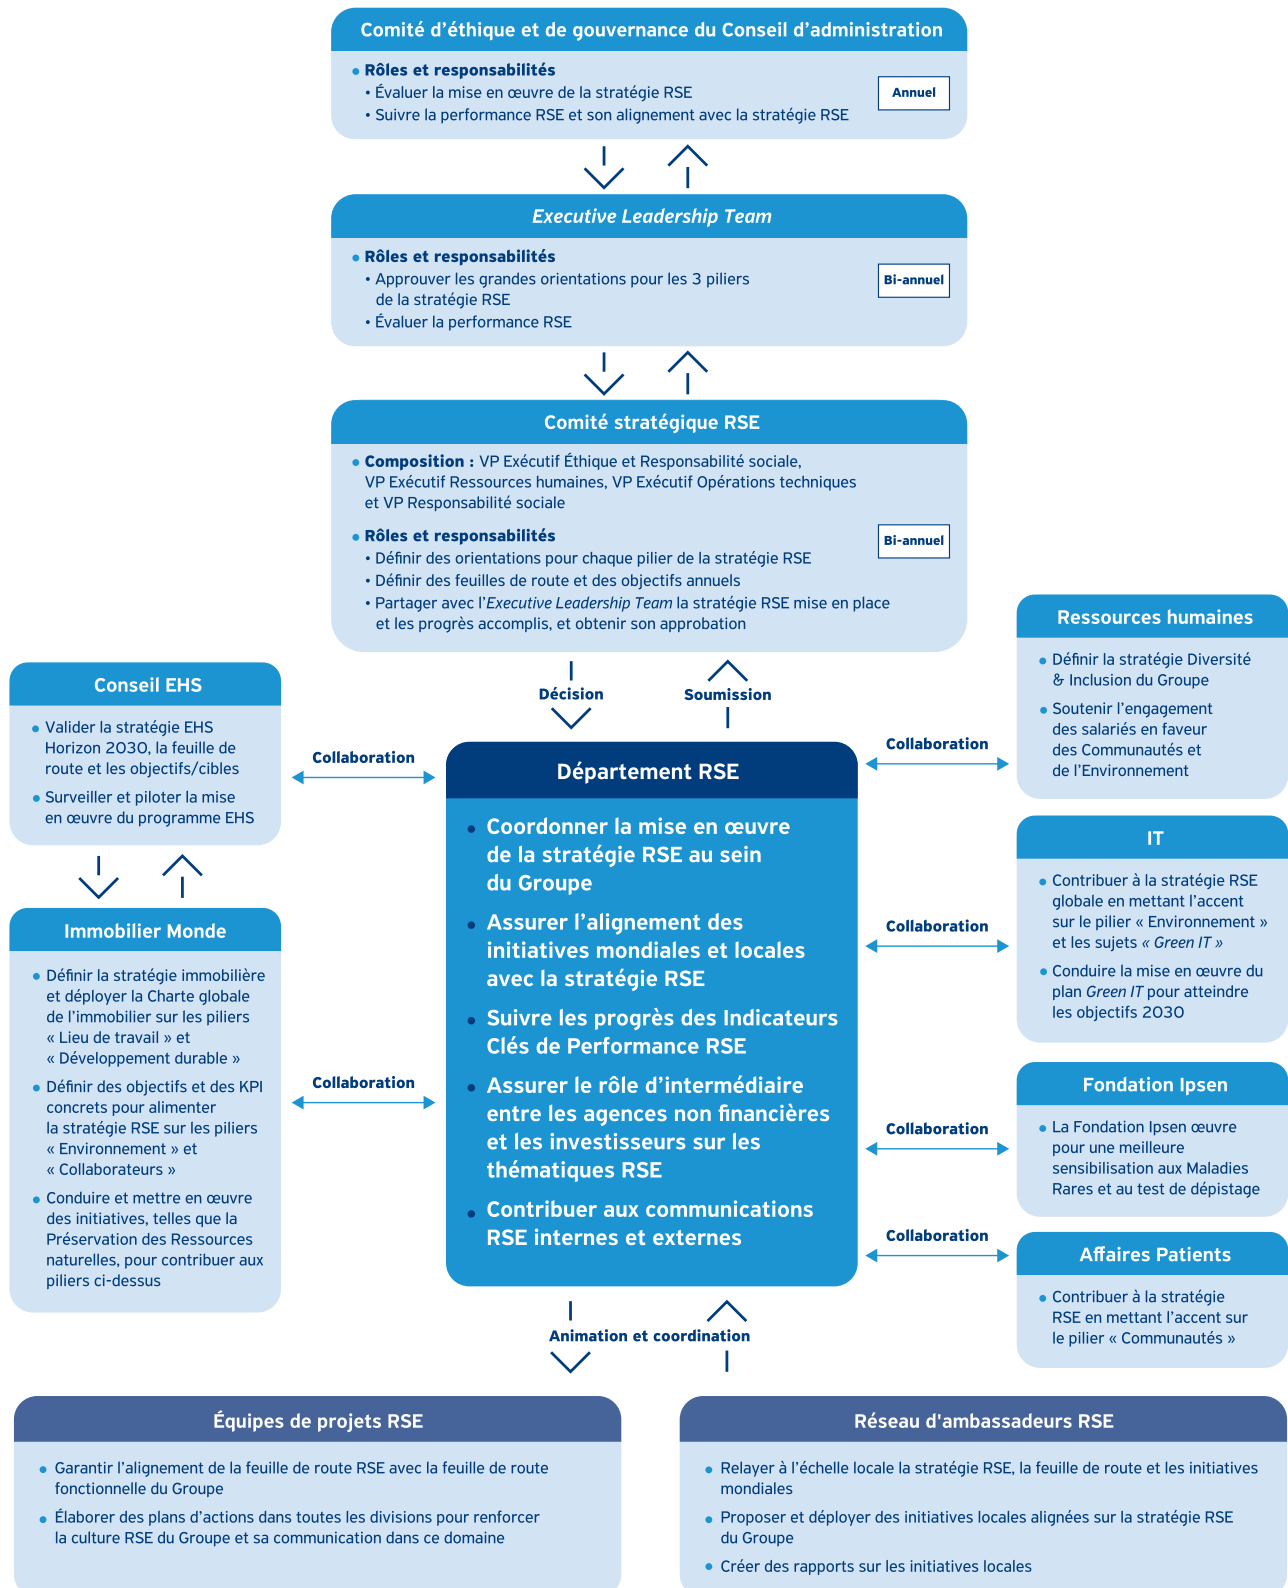 Comité d’éthique et de gouvernance du Conseil d’administration
• Rôles et responsabilités
• Évaluer la mise en œuvre de la stratégie RSE
• Suivre la performance RSE et son alignement avec la stratégie RSE
Annuel
Executive Leadership Team
• Rôles et responsabilités
• Approuver les grandes orientations pour les 3 piliers
de la stratégie RSE
• Évaluer la performance RSE
Bi-annuel
Comité stratégique RSE
• Composition : VP Exécutif Éthique et Responsabilité sociale,
VP Exécutif Ressources humaines, VP Exécutif Opérations techniques
et VP Responsabilité sociale
• Rôles et responsabilités
• Définir des orientations pour chaque pilier de la stratégie RSE
• Définir des feuilles de route et des objectifs annuels
• Partager avec l’Executive Leadership Team la stratégie RSE mise en place
et les progrès accomplis, et obtenir son approbation
Bi-annuel
Décision
Soumission
Conseil EHS
• Valider la stratégie EHS
Horizon 2030, la feuille de
route et les objectifs/cibles
• Surveiller et piloter la mise
en œuvre du programme EHS
Collaboration
Immobilier Monde
• Définir la stratégie immobilière
et déployer la Charte globale
de l’immobilier sur les piliers
« Lieu de travail » et
« Développement durable »
• Définir des objectifs et des KPI
concrets pour alimenter
la stratégie RSE sur les piliers
« Environnement » et
« Collaborateurs »
• Conduire et mettre en œuvre
des initiatives, telles que la
Préservation des Ressources
naturelles, pour contribuer aux
piliers ci-dessus
Collaboration
Département RSE
• Coordonner la mise en œuvre
de la stratégie RSE au sein
du Groupe
• Assurer l’alignement des
initiatives mondiales et locales
avec la stratégie RSE
• Suivre les progrès des Indicateurs
Clés de Performance RSE
• Assurer le rôle d’intermédiaire
entre les agences non financières
et les investisseurs sur les
thématiques RSE
• Contribuer aux communications
RSE internes et externes
Collaboration
Ressources humaines
• Définir la stratégie Diversité
& Inclusion du Groupe
• Soutenir l’engagement
des salariés en faveur
des Communautés et
de l’Environnement
Collaboration
IT
• Contribuer à la stratégie RSE
globale en mettant l’accent
sur le pilier « Environnement »
et les sujets « Green IT »
• Conduire la mise en œuvre du
plan Green IT pour atteindre
les objectifs 2030
Collaboration
Fondation Ipsen
• La Fondation Ipsen œuvre
pour une meilleure
sensibilisation aux Maladies
Rares et au test de dépistage
Collaboration
Affaires Patients
• Contribuer à la stratégie
RSE en mettant l’accent sur
le pilier « Communautés »
Animation et coordination
Équipes de projets RSE
• Garantir l’alignement de la feuille de route RSE avec la feuille de route
fonctionnelle du Groupe
• Élaborer des plans d’actions dans toutes les divisions pour renforcer
la culture RSE du Groupe et sa communication dans ce domaine
Réseau d'ambassadeurs RSE
• Relayer à l’échelle locale la stratégie RSE, la feuille de route et les initiatives
mondiales
• Proposer et déployer des initiatives locales alignées sur la stratégie RSE
du Groupe
• Créer des rapports sur les initiatives locales